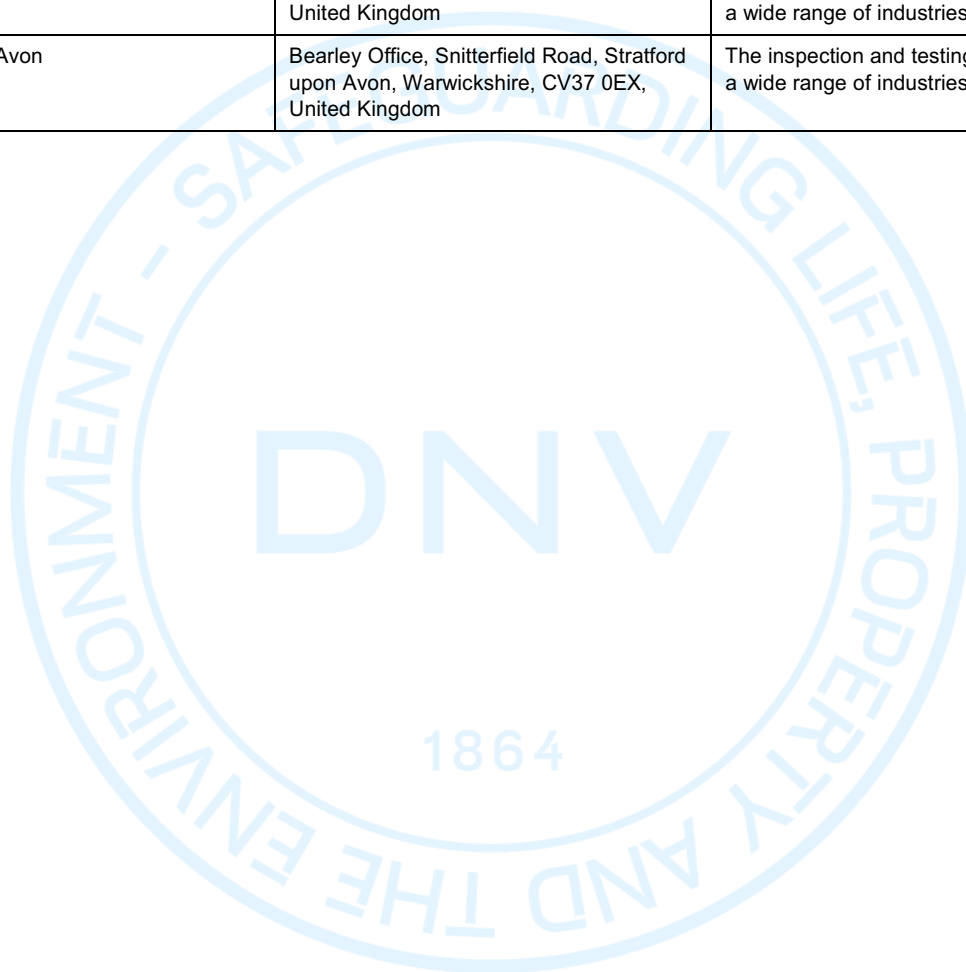 United Kingdom
a wide range of industries
Avon
Bearley Office, Snitterfield Road, Stratford
upon Avon, Warwickshire, CV37 0EX,
United Kingdom
The inspection and testing
a wide range of industries
SAFEGUARDING LIFE, PROPERTY AND THE ENVIRONMENT -
DNV
1864